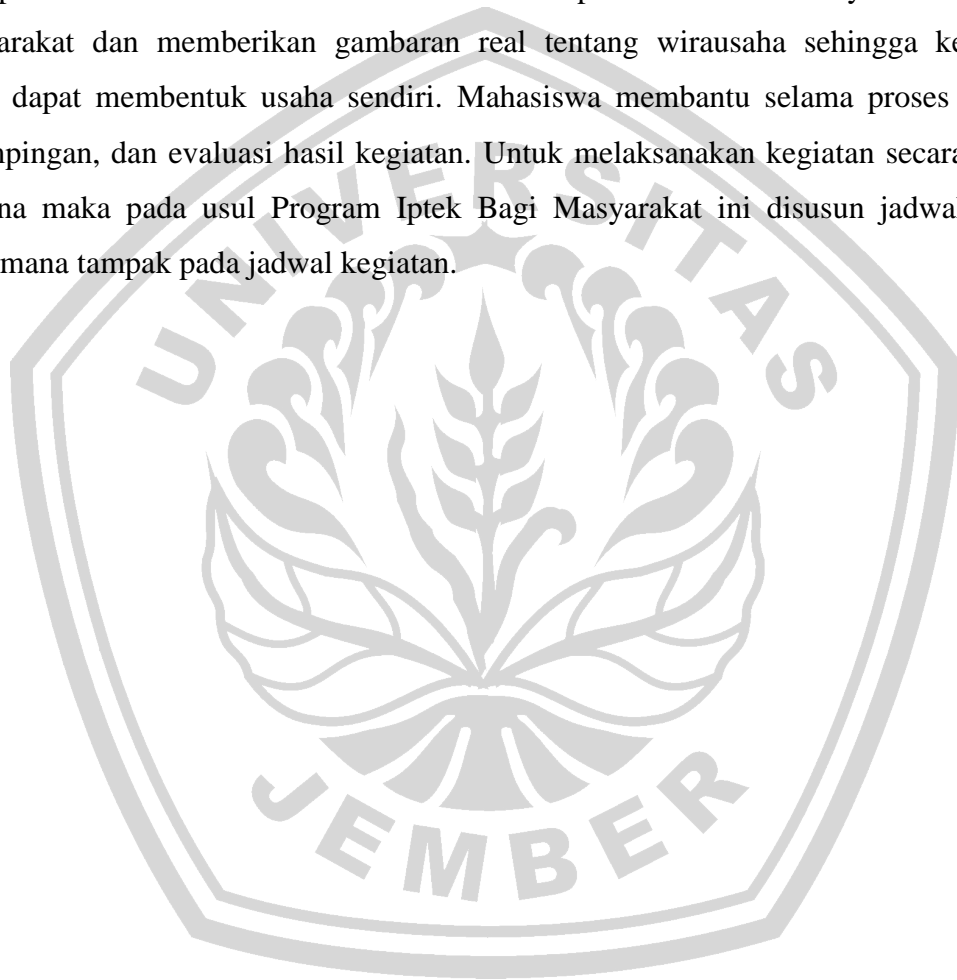 arakat dan memberikan gambaran real tentang wirausaha sehingga ke
dapat membentuk usaha sendiri. Mahasiswa membantu selama proses
pingan, dan evaluasi hasil kegiatan. Untuk melaksanakan kegiatan secara
na maka pada usul Program Iptek Bagi Masyarakat ini disusun jadwal
mana tampak pada jadwal kegiatan.
UNIVERSITAS
JEMBER